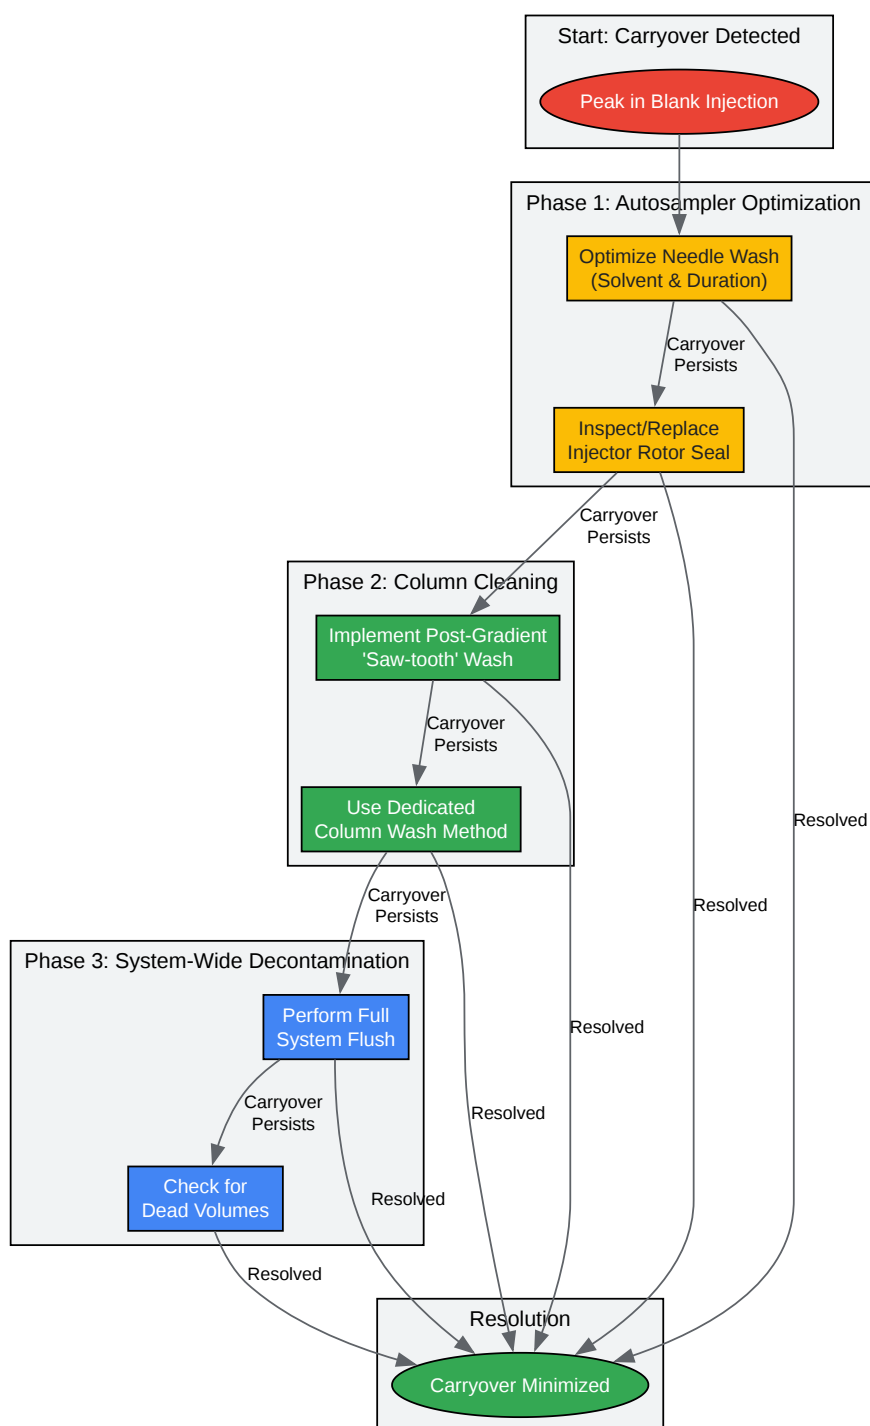 Start: Carryover Detected
Peak in Blank Injection
Phase 1: Autosampler Optimization
Optimize Needle Wash
(Solvent & Duration)
Carryover
Persists
Inspect/Replace
Injector Rotor Seal
Carryover
Persists
Phase 2: Column Cleaning
Implement Post-Gradient
'Saw-tooth' Wash
Carryover
Persists
Use Dedicated
Column Wash Method
Resolved
Carryover
Persists
Resolved
Phase 3: System-Wide Decontamination
Perform Full
System Flush
Resolved
Carryover
Persists
Resolved
Check for
Dead Volumes
Resolved
Resolved
Resolution
Carryover Minimized